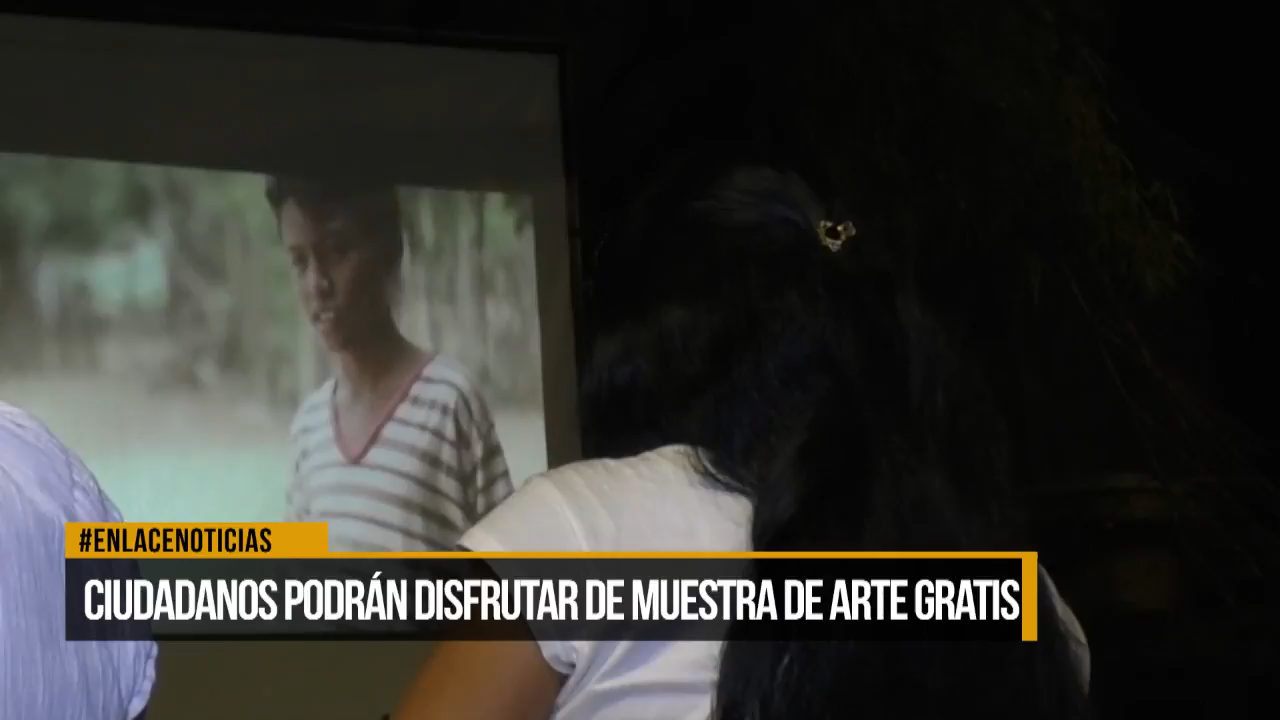 #ENLACENOTICIAS
CIUDADANOS PODRÁN DISFRUTAR DE MUESTRA DE ARTE GRATIS